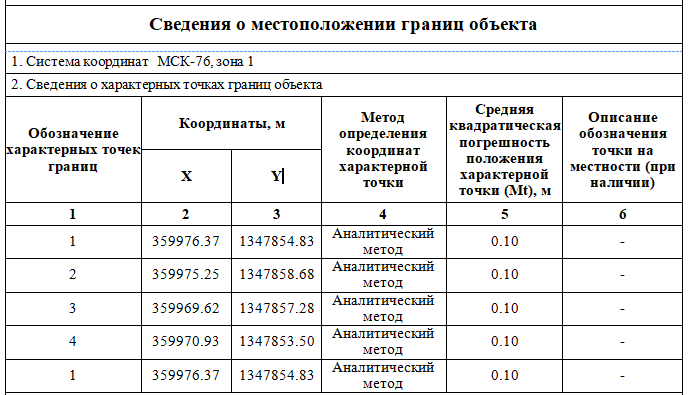 Сведения о местоположении границ объекта
1. Система координат МСК-76, зона 1
2. Сведения о характерных точках границ объекта
Обозначение
характерных точек
границ
Координаты, м
X
Y
Метод
определения
координат
характерной
точки
Средняя
квадратическая
погрешность
положения
характерной
точки (Mt), м
Описание
обозначения
точки на
местности (при
наличии)
1 2 3 4 5 6
1 359976.37 1347854.83 Аналитический
метод 0.10 -
2 359975.25 1347858.68 Аналитический
метод 0.10 -
3 359969.62 1347857.28 Аналитический
метод 0.10 -
4 359970.93 1347853.50 Аналитический
метод 0.10 -
1 359976.37 1347854.83 Аналитический
метод 0.10 -